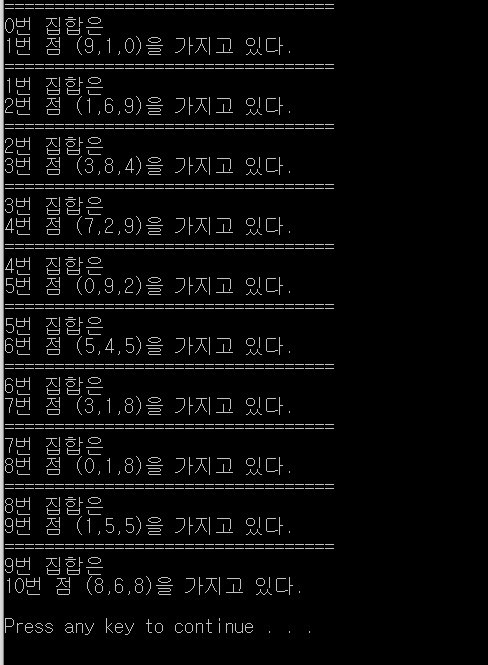 =================================
0번 집합은
1번 점 (9,1,0)을 가지고 있다.
=================================
1번 집합은
2번 점 (1,6,9)을 가지고 있다.
=================================
2번 집합은
3번 점 (3,8,4)을 가지고 있다.
=================================
3번 집합은
4번 점 (7,2,9)을 가지고 있다.
=================================
4번 집합은
5번 점 (0,9,2)을 가지고 있다.
=================================
5번 집합은
6번 점 (5,4,5)을 가지고 있다.
=================================
6번 집합은
7번 점 (3,1,8)을 가지고 있다.
=================================
7번 집합은
8번 점 (0,1,8)을 가지고 있다.
=================================
8번 집합은
9번 점 (1,5,5)을 가지고 있다.
=================================
9번 집합은
10번 점 (8,6,8)을 가지고 있다.
Press any key to continue . . .